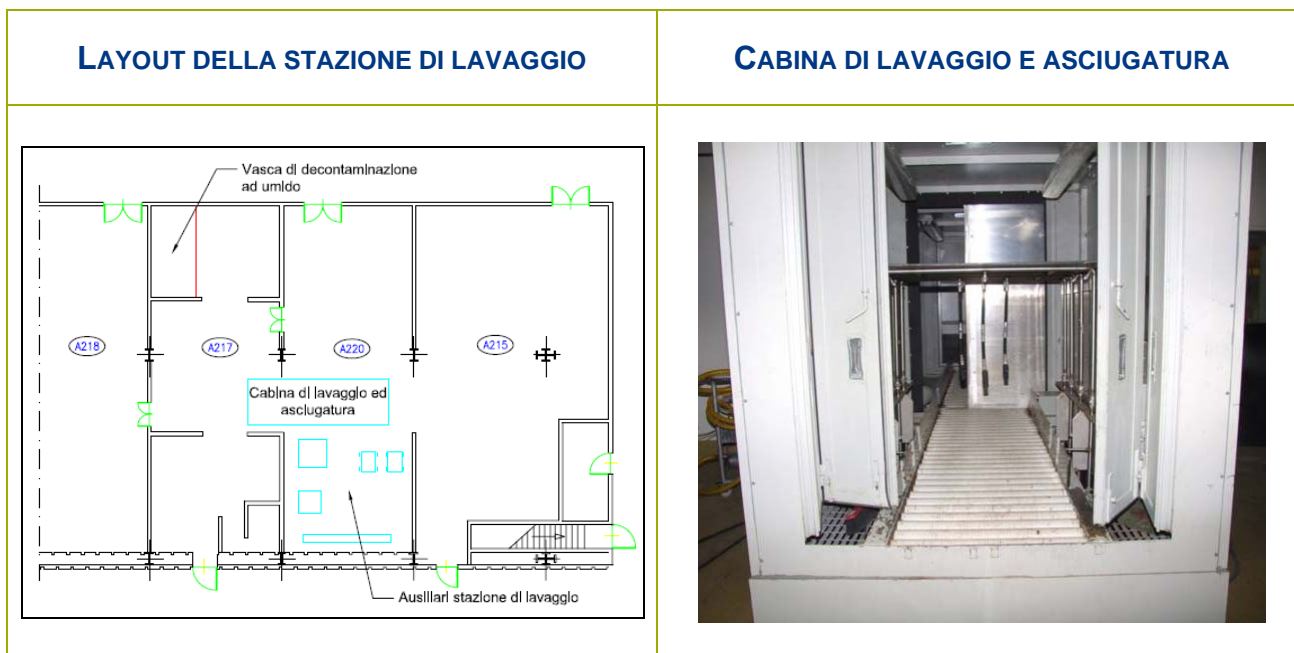 LAYOUT DELLA STAZIONE DI LAVAGGIO
CABINA DI LAVAGGIO E ASCIUGATURA
Vasca di decontaminazione
ad umido
A218
A217
A220
A215
Cabina di lavaggio ed
asciugatura
Ausiliari stazione di lavaggio